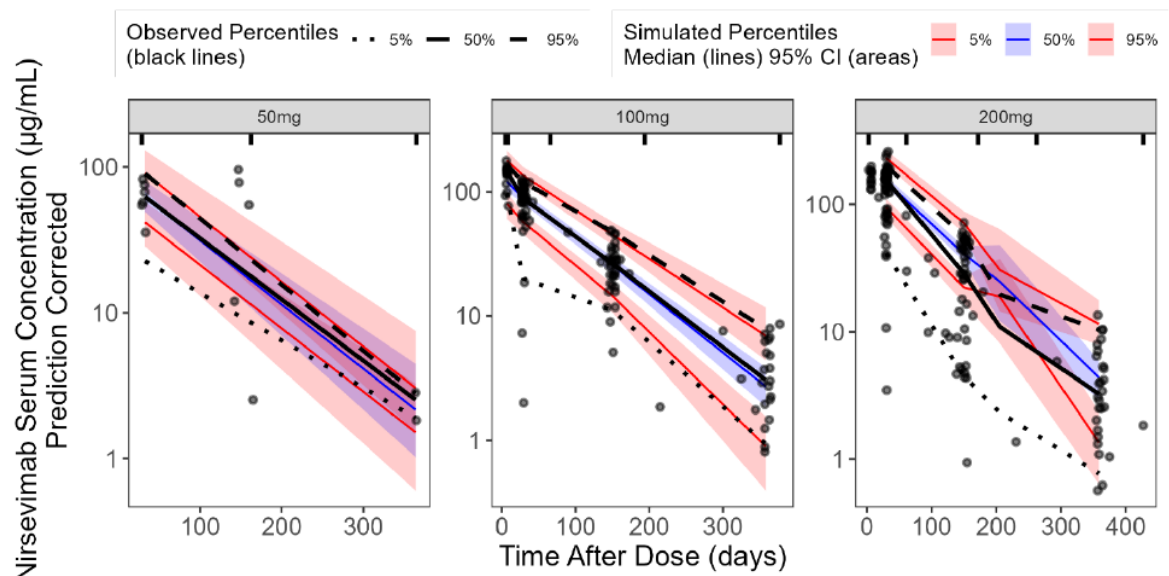 Observed Percentiles
(black lines)
5% 50% 95%
Simulated Percentiles
Median (lines) 95% CI (areas)
5% 50% 95%
Nirsevimab Serum Concentration (μg/mL)
Prediction Corrected
50mg
100
10
1
100 200 300
100mg
100
10
1
0 100 200 300
200mg
100
10
1
0 100 200 300 400
Time After Dose (days)